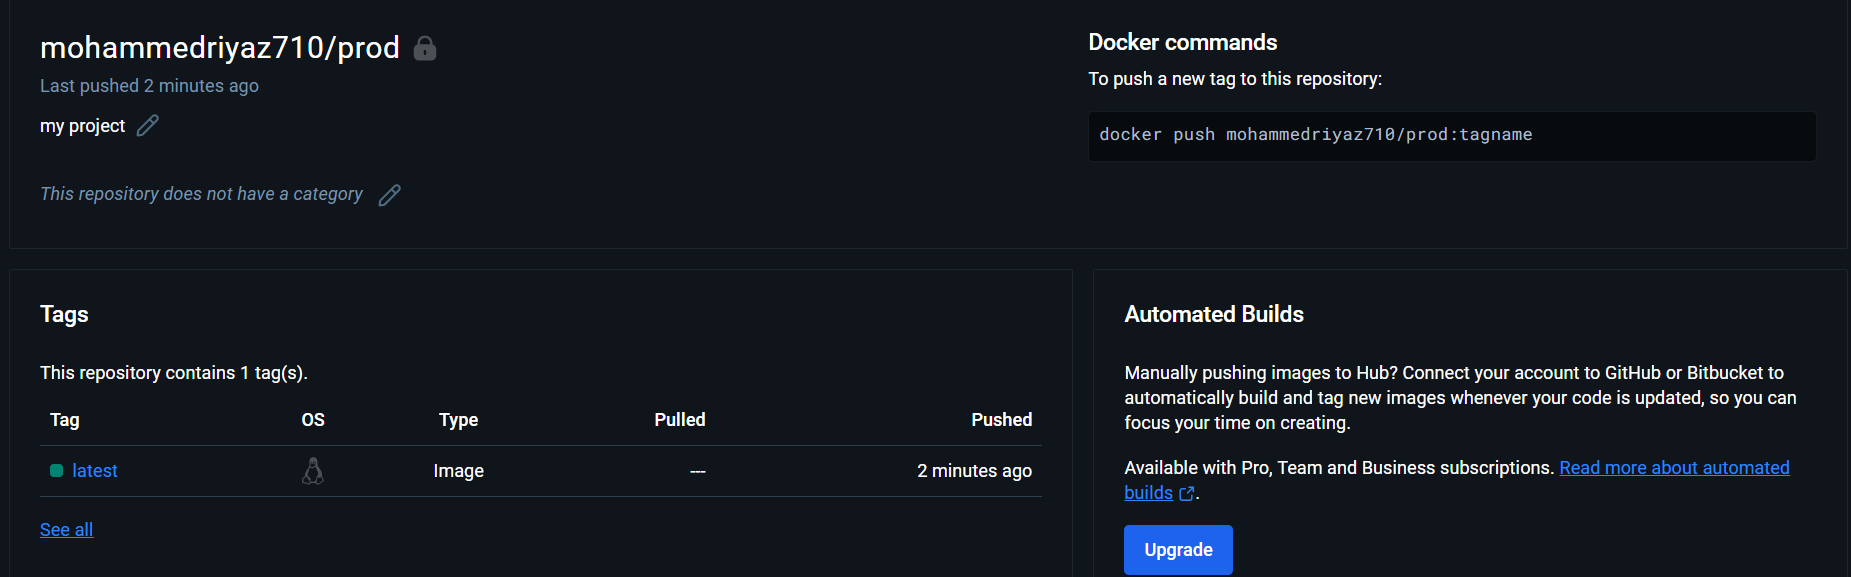 mohammedriyaz710/prod
Last pushed 2 minutes ago
my project
This repository does not have a category
Docker commands
To push a new tag to this repository:
docker push mohammedriyaz710/prod:tagname
Tags
This repository contains 1 tag(s).
Tag OS Type Pulled Pushed
latest Image --- 2 minutes ago
See all
Automated Builds
Manually pushing images to Hub? Connect your account to GitHub or Bitbucket to
automatically build and tag new images whenever your code is updated, so you can
focus your time on creating.
Available with Pro, Team and Business subscriptions. Read more about automated
builds.
Upgrade